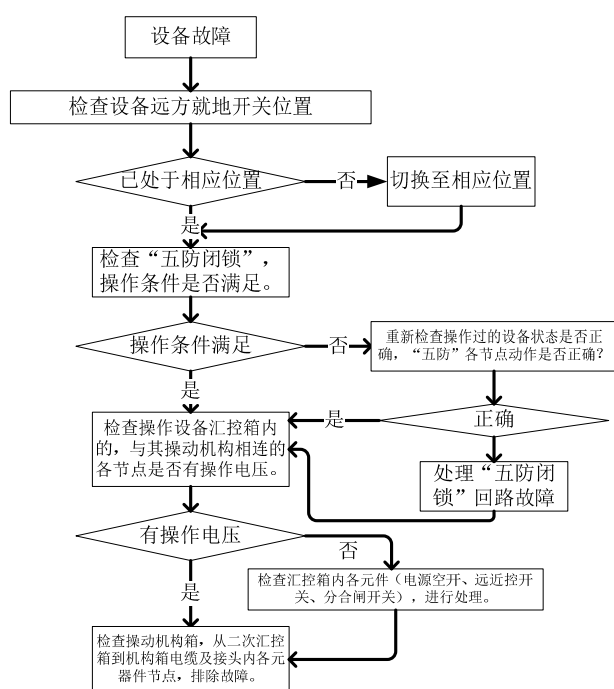 设备故障
检查设备远方就地开关位置
已处于相应位置
否
切换至相应位置
是
检查“五防闭锁”,
操作条件是否满足。
操作条件满足
否
重新检查操作过的设备状态是否正
确,“五防”各节点动作是否正确?
是
正确
是
检查操作设备汇控箱内
的,与其操动机构相连的
各节点是否有操作电压。
处理“五防闭
锁”回路故障
有操作电压
否
检查汇控箱内各元件(电源空开、远近控开
关、分合闸开关),进行处理。
是
检查操动机构箱,从二次汇控
箱到机构箱电缆及接头内各元
器件节点,排除故障。